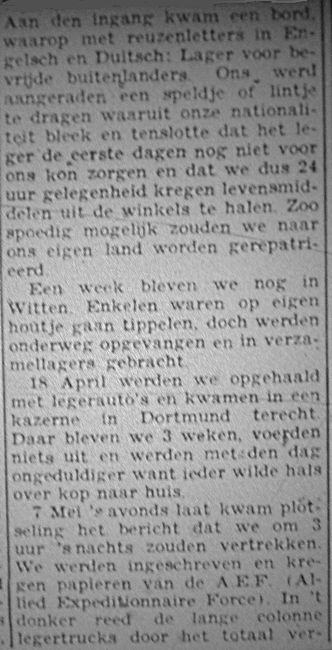 Aan den ingang kwam een bord,
waarop met reuzenletters in En-
gelsch en Duitsch: Lager vor be-
vrijde buitenlanders. Ons werd
aangeraden een speldje of lintje
te dragen waaruit onze nationali-
teit bleek en tenslotte dat het le-
ger de eerste dagen nog niet voor
ons kon zorgen en dat we dus 24
uur gelegenheid kregen levensmid-
delen uit de winkels te halen. Zoo
spoedig mogelijk zouden we naar
ons eigen land worden gerepatri-
eerd.
Een week bleven we nog in
Witten. Enkelen waren op eigen
houtje gaan tippelen, doch werden
onderweg opgevangen en in verza-
mellagers gebracht.
18 April werden we opgehaald
met legerauto's en kwamen in een
kazerne in Dortmund terecht.
Daar bleven we 3 weken, voerden
niets uit en werden met den dag
ongeduldiger want ieder wilde hals
over kop naar huis.
7 Mei 's avonds laat kwam plot-
seling het bericht dat we om 3
uur 's nachts zouden vertrekken.
We werden ingeschreven en kre-
gen papieren van de A.E.F. (Al-
lied Expeditionnaire Force). In 't
donker reed de lange colonne
legertrucks door het totaal ver-